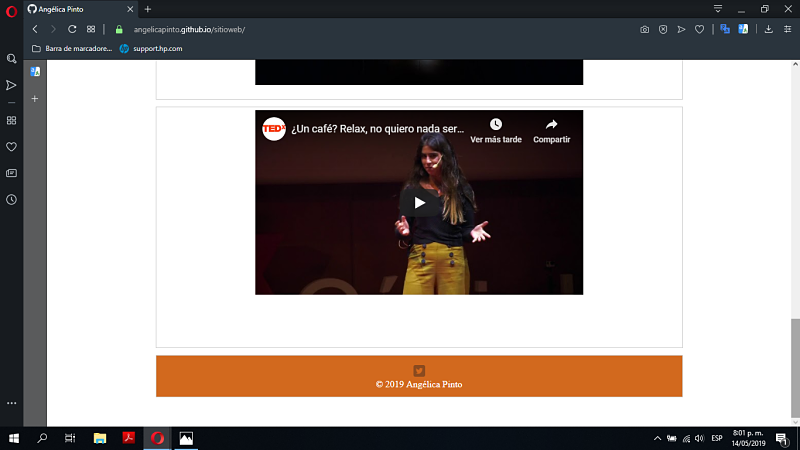 Angélica Pinto
angelicapinto.github.io/sitioweb/
Barra de marcadore... support.hp.com
TEDx ¿Un café? Relax, no quiero nada ser...
Ver más tarde Compartir
© 2019 Angélica Pinto
ESP
8:01 p. m.
14/05/2019
1